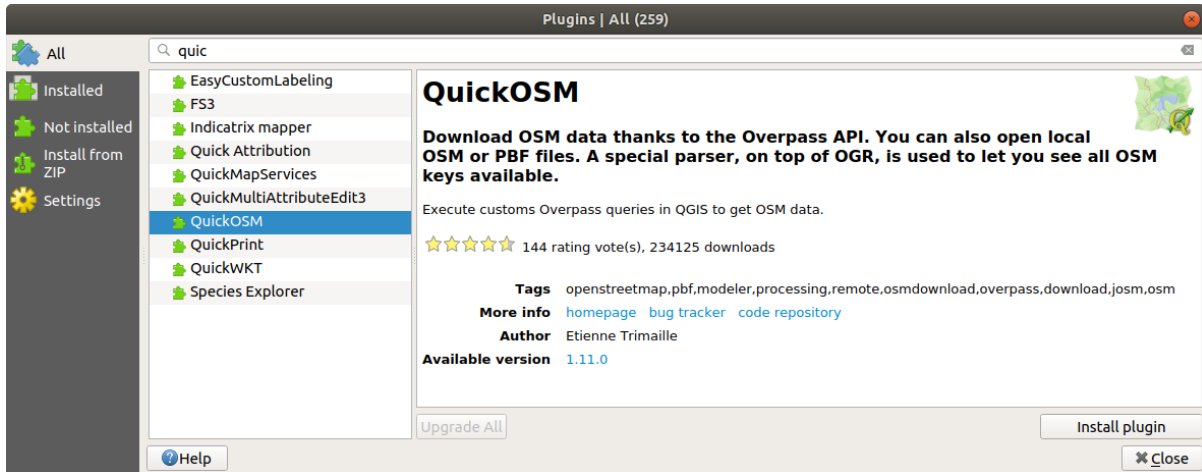 Plugins | All (259)
All
Installed
Not installed
Install from
ZIP
Settings
quic
EasyCustomLabeling
FS3
Indicatrix mapper
Quick Attribution
QuickMapServices
QuickMultiAttributeEdit3
QuickOSM
QuickPrint
QuickWKT
Species Explorer
QuickOSM
Download OSM data thanks to the Overpass API. You can also open local
OSM or PBF files. A special parser, on top of OGR, is used to let you see all OSM
keys available.
Execute customs Overpass queries in QGIS to get OSM data.
144 rating vote(s), 234125 downloads
Tags openstreetmap,pbf,modeler,processing,remote,osmdownload,overpass,download,josm,osm
More info homepage bug tracker code repository
Author Etienne Trimaille
Available version 1.11.0
Upgrade All
Install plugin
Help
Close